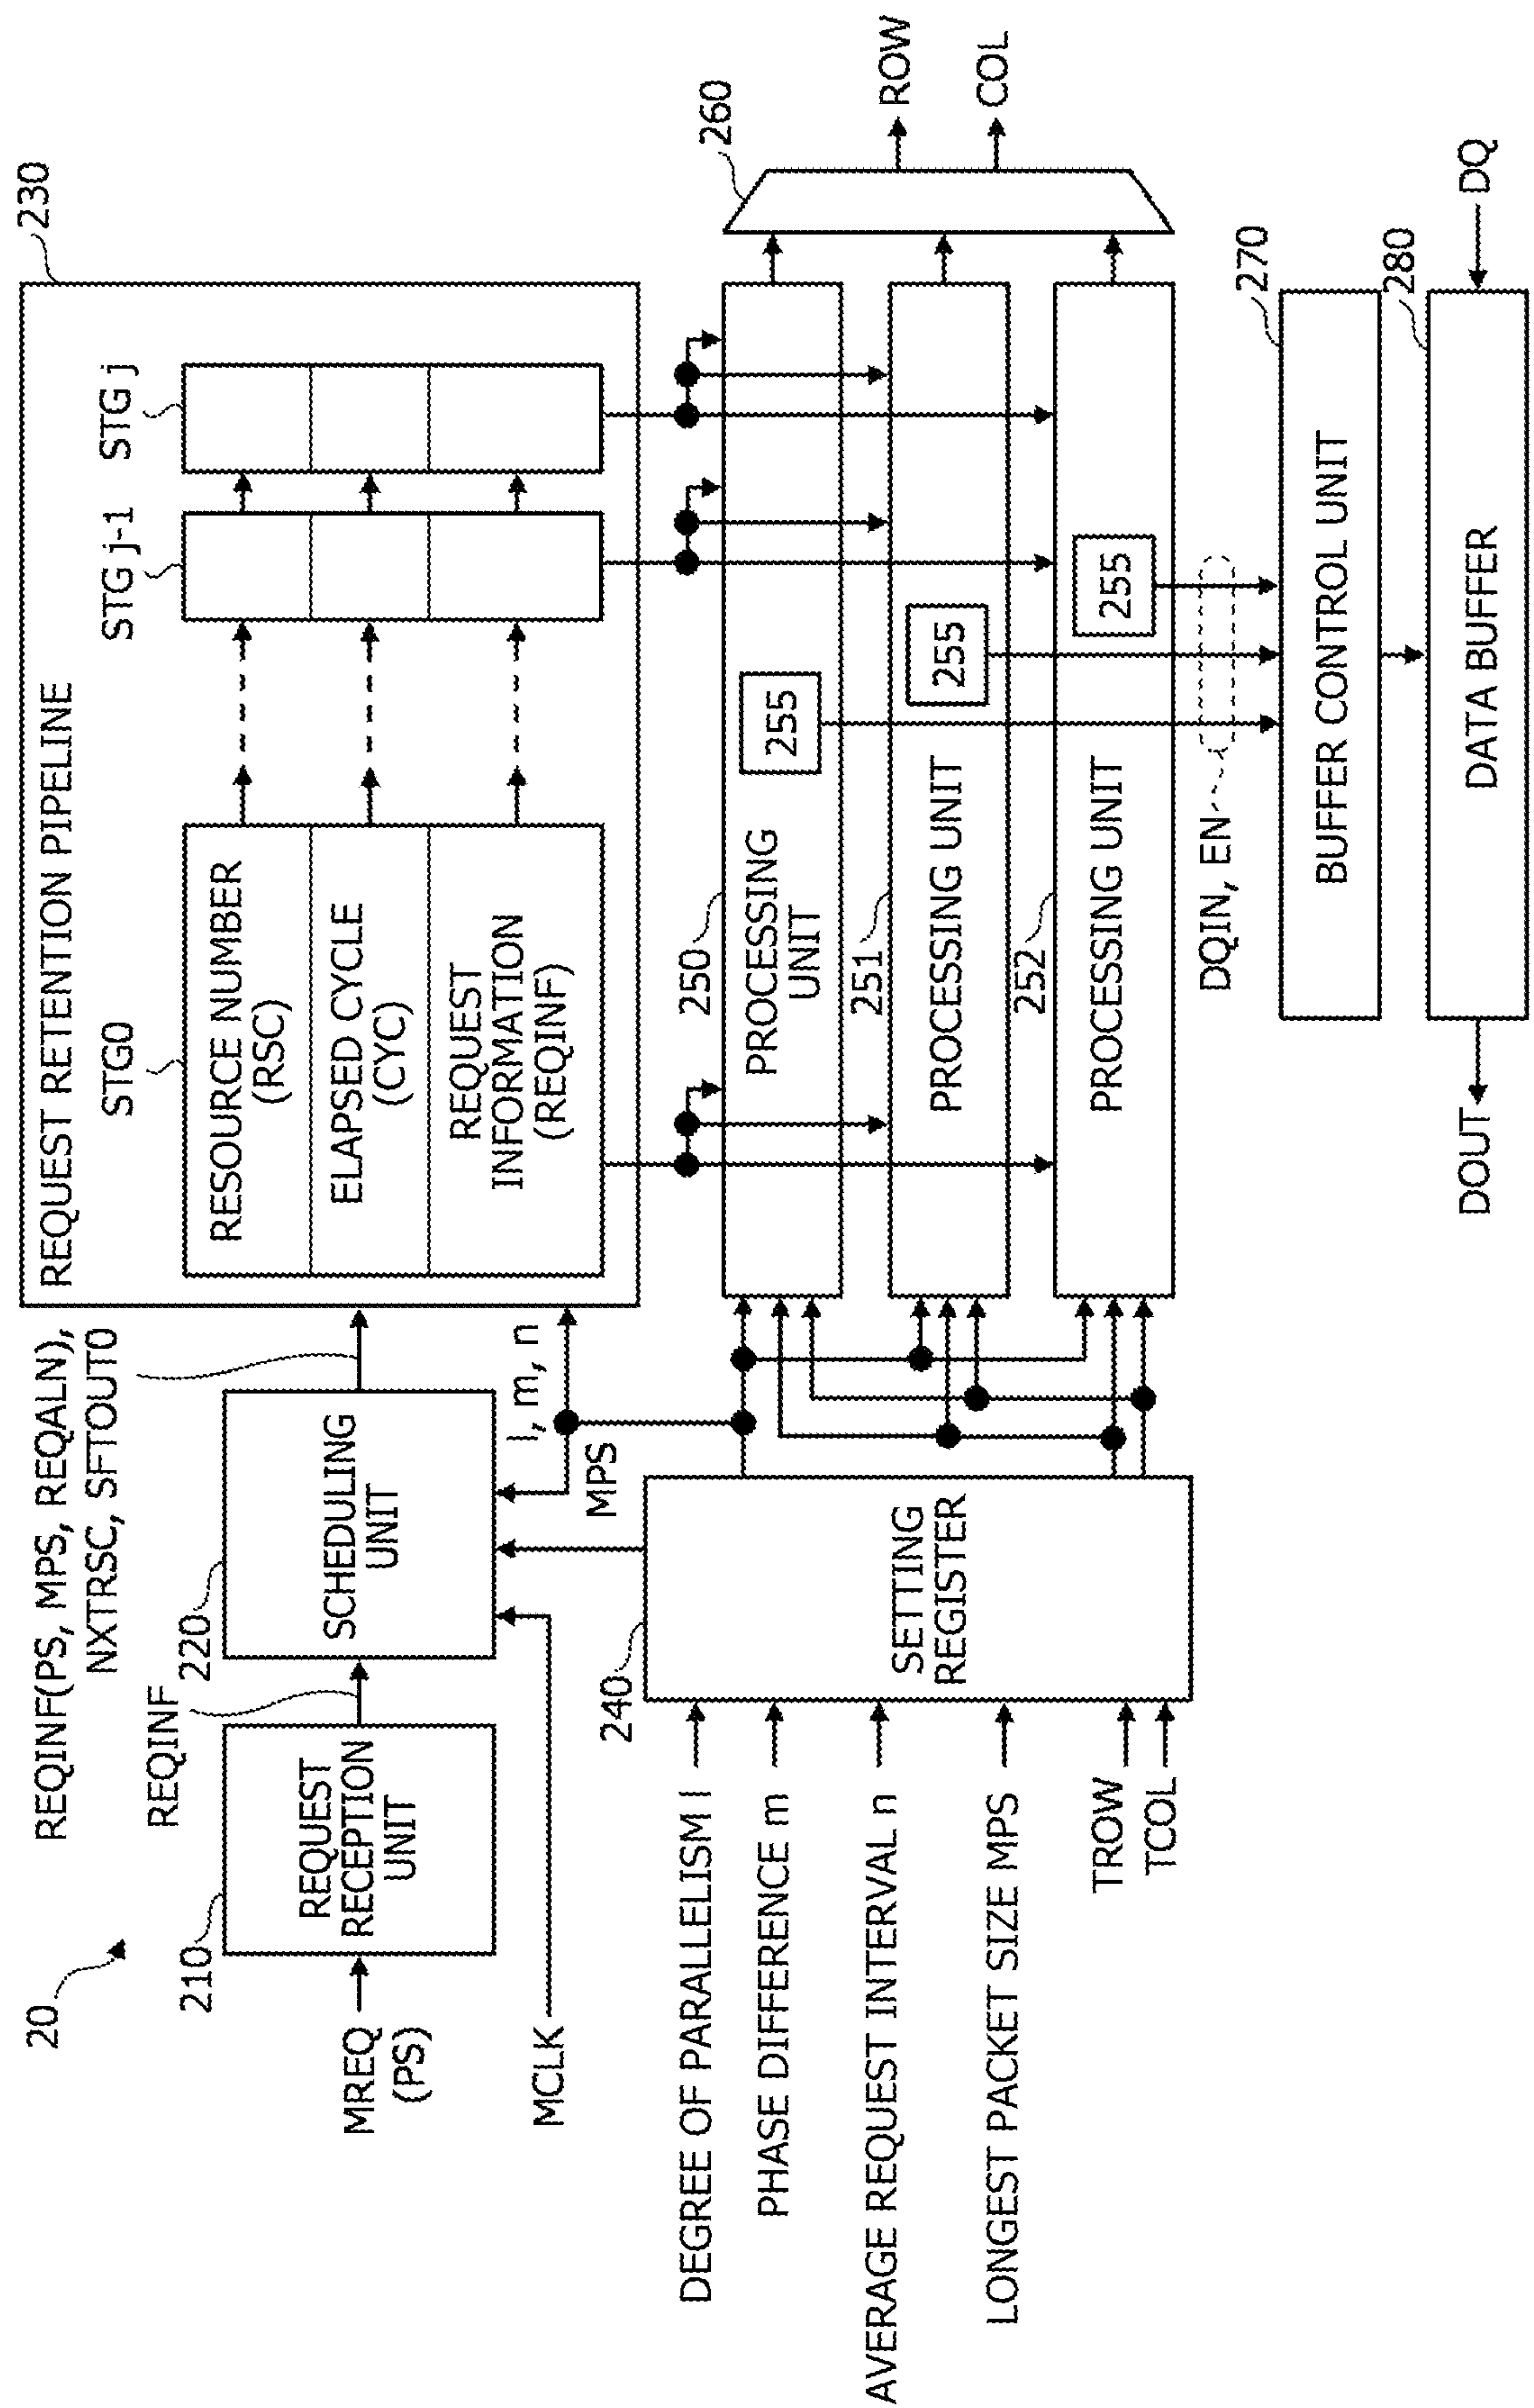 20
REQINF(PS, MPS, REQALN),
NXTRSC, SFTOUT0
REQINF
210
REQUEST
RECEPTION
UNIT
MREQ
(PS)
MCLK
220
SCHEDULING
UNIT
l, m, n
MPS
230
REQUEST RETENTION PIPELINE
STG0
STG j-1
STG j
RESOURCE NUMBER
(RSC)
ELAPSED CYCLE
(CYC)
REQUEST
INFORMATION
(REQINF)
240
SETTING
REGISTER
DEGREE OF PARALLELISM l
PHASE DIFFERENCE m
AVERAGE REQUEST INTERVAL n
LONGEST PACKET SIZE MPS
TROW
TCOL
250
PROCESSING
UNIT
255
251
PROCESSING UNIT
255
252
PROCESSING UNIT
255
260
ROW
COL
DQIN, EN
270
BUFFER CONTROL UNIT
280
DATA BUFFER
DOUT
DQ